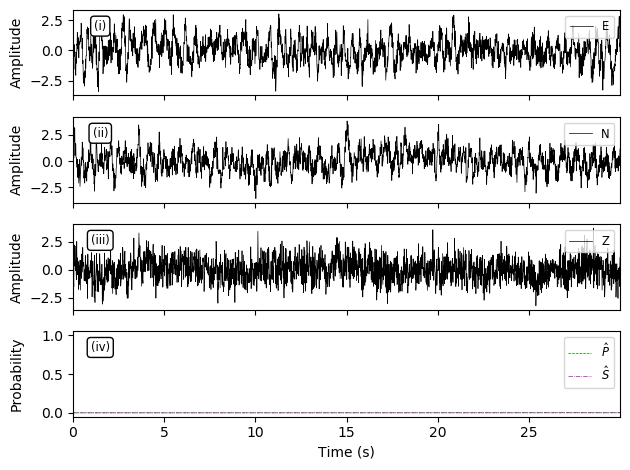 (i)
E
Amplitude
2.5
0.0
−2.5
(ii)
N
Amplitude
2.5
0.0
−2.5
(iii)
Z
Amplitude
2.5
0.0
−2.5
(iv)
P̂
Ŝ
Probability
1.0
0.5
0.0
0 5 10 15 20 25
Time (s)